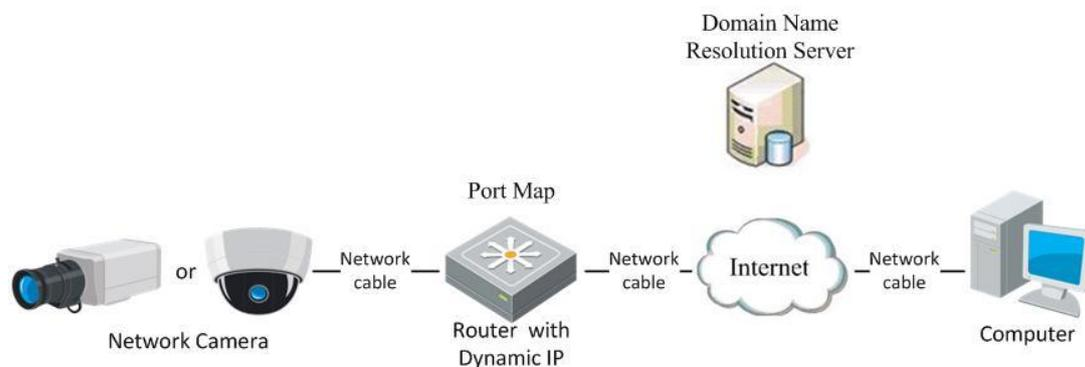 Domain Name
Resolution Server
Port Map
or
Network
cable
Network
cable
Internet
Network
cable
Network Camera
Router with
Dynamic IP
Computer